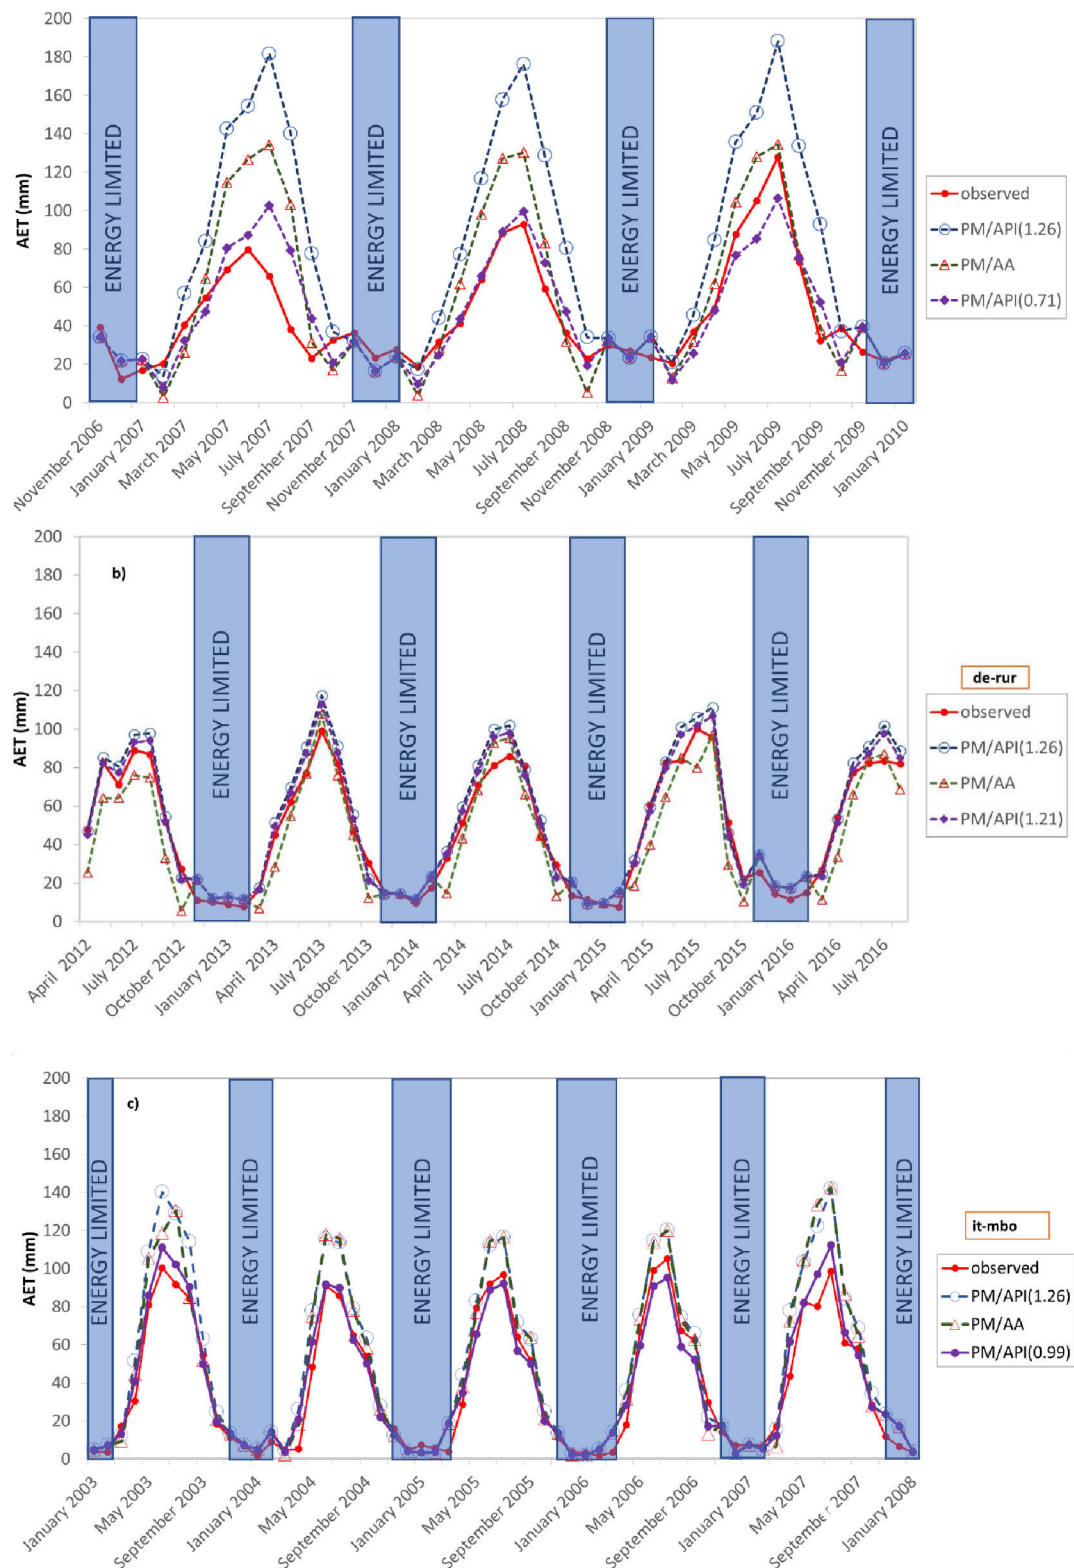 200
180
160
140
120
100
80
60
40
20
0
AET (mm)
ENERGY LIMITED
ENERGY LIMITED
ENERGY LIMITED
ENERGY LIMITED
November 2006
January 2007
March 2007
May 2007
July 2007
September 2007
November 2007
January 2008
March 2008
May 2008
July 2008
September 2008
November 2008
January 2009
March 2009
May 2009
July 2009
September 2009
November 2009
January 2010
observed
PM/API(1.26)
PM/AA
PM/API(0.71)
200
180
160
140
120
100
80
60
40
20
0
AET (mm)
b)
ENERGY LIMITED
ENERGY LIMITED
ENERGY LIMITED
ENERGY LIMITED
April 2012
July 2012
October 2012
January 2013
April 2013
July 2013
October 2013
January 2014
April 2014
July 2014
October 2014
January 2015
April 2015
July 2015
October 2015
January 2016
April 2016
July 2016
de-rur
observed
PM/API(1.26)
PM/AA
PM/API(1.21)
200
180
160
140
120
100
80
60
40
20
0
AET (mm)
c)
ENERGY LIMITED
ENERGY LIMITED
ENERGY LIMITED
ENERGY LIMITED
ENERGY LIMITED
ENERGY LIMITED
January 2003
May 2003
September 2003
January 2004
May 2004
September 2004
January 2005
May 2005
September 2005
January 2006
May 2006
September 2006
January 2007
May 2007
September 2007
January 2008
it-mbo
observed
PM/API(1.26)
PM/AA
PM/API(0.99)